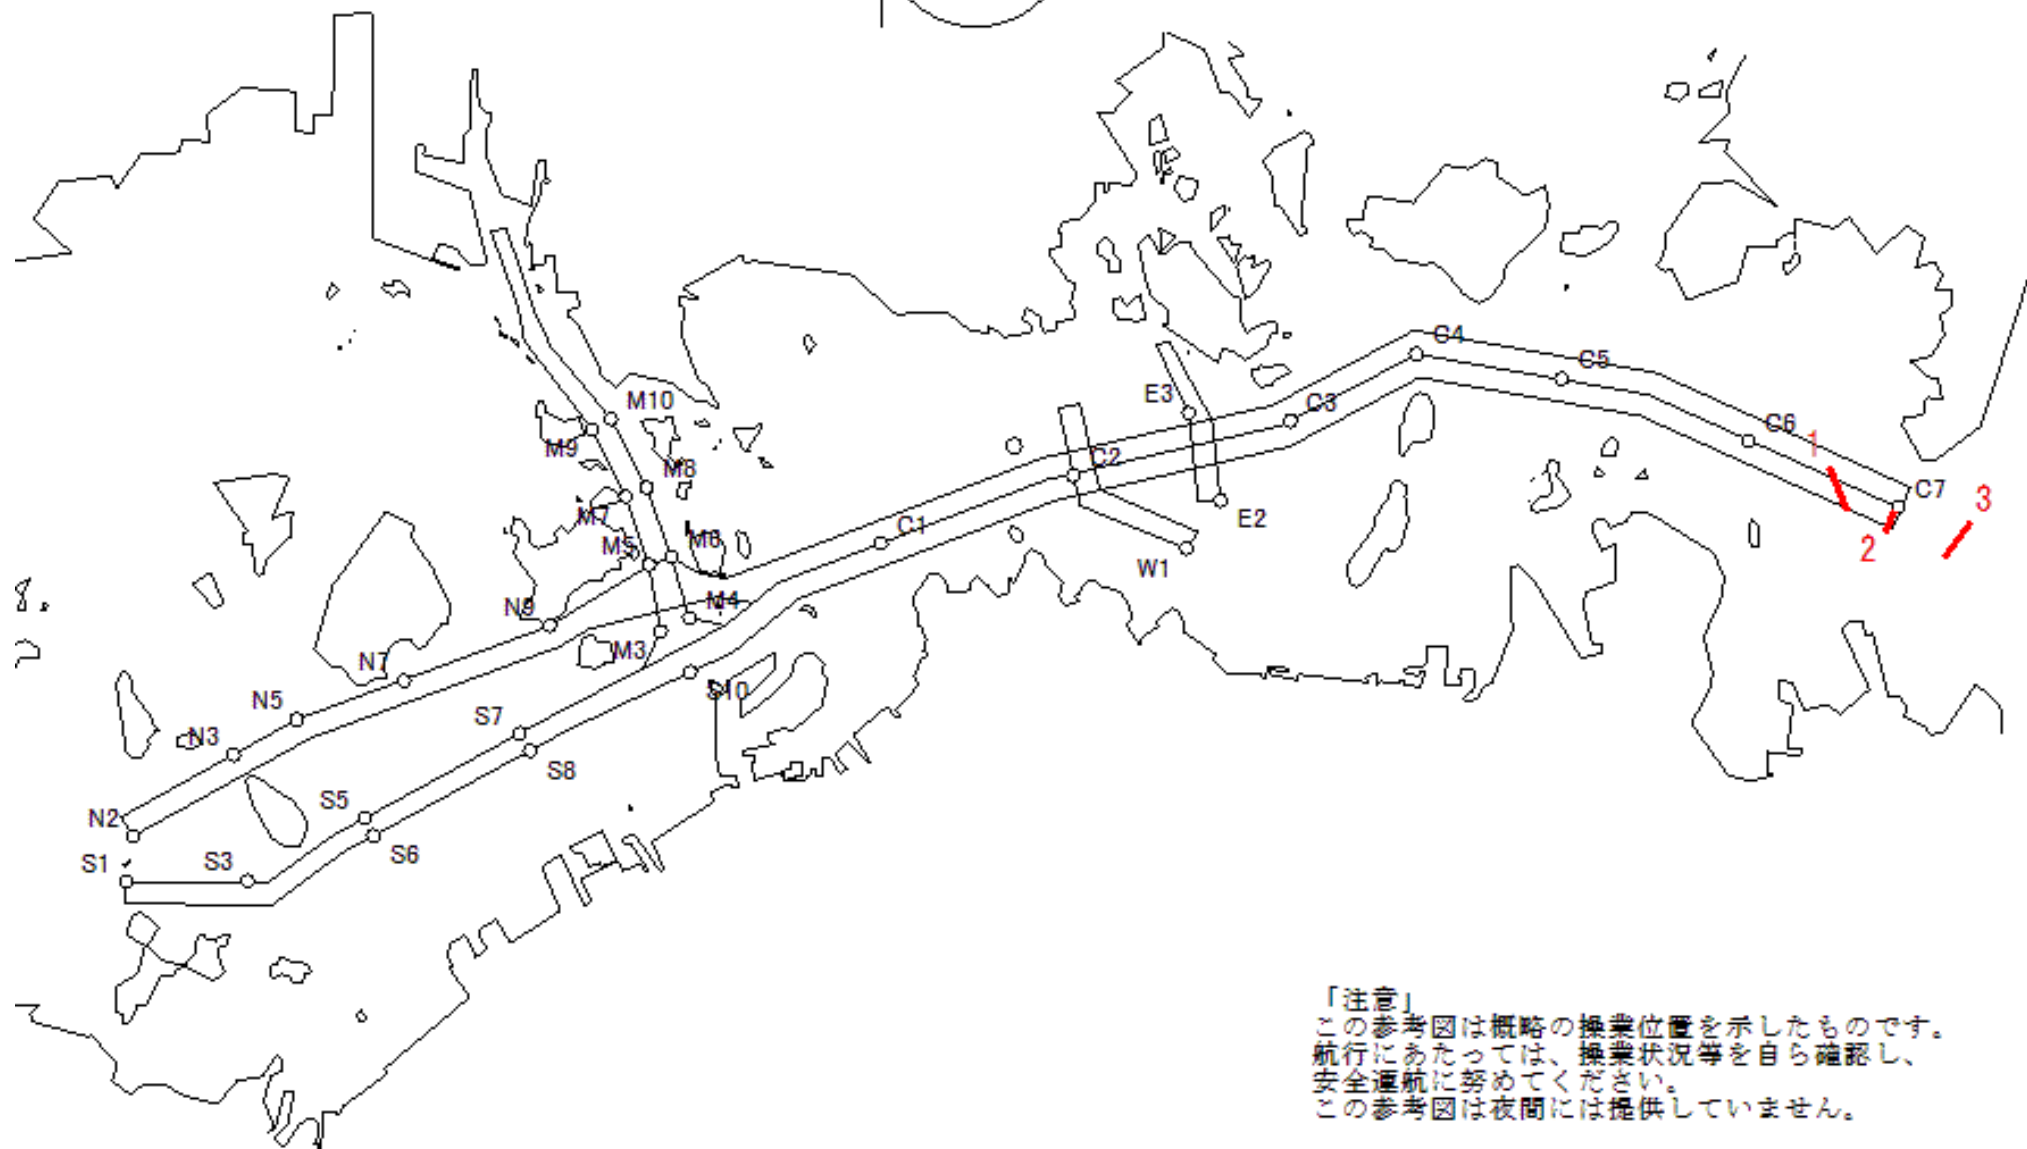 C4
C5
E3
M10
C3
C6
1
M9
M8
C2
C7
3
E2
M7
C1
M5
M6
2
W1
N9
M4
M3
N7
S10
N5
S7
N3
S8
S5
N2
S6
S1
S3
「注意」
この参考図は概略の操業位置を示したものです。
航行にあたっては、操業状況等を自ら確認し、
安全運航に努めてください。
この参考図は夜間には提供していません。